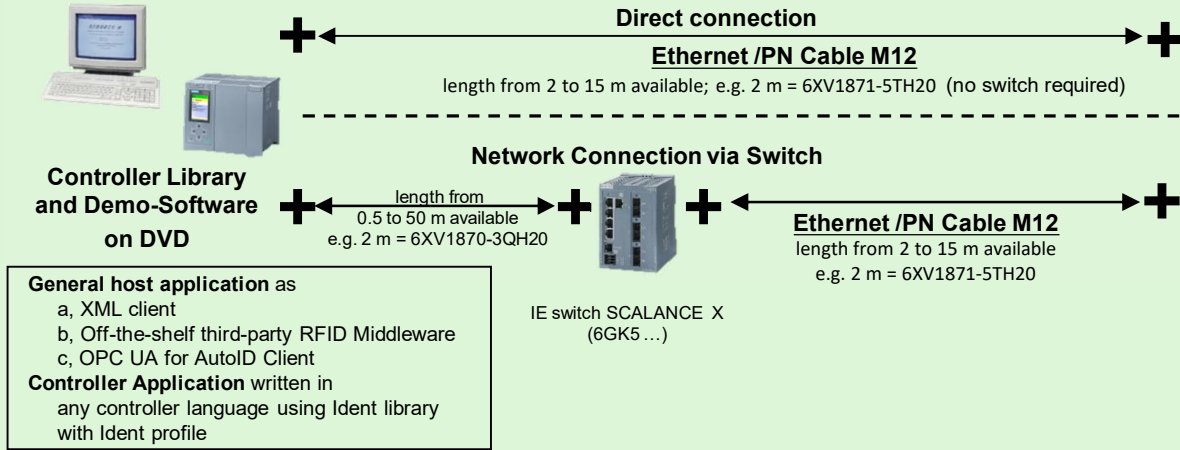 Direct connection
Ethernet /PN Cable M12
length from 2 to 15 m available; e.g. 2 m = 6XV1871-5TH20 (no switch required)
Network Connection via Switch
Controller Library
and Demo-Software
on DVD
length from
0.5 to 50 m available
e.g. 2 m = 6XV1870-3QH20
Ethernet /PN Cable M12
length from 2 to 15 m available
e.g. 2 m = 6XV1871-5TH20
IE switch SCALANCE X
(6GK5 …)
General host application as
a, XML client
b, Off-the-shelf third-party RFID Middleware
c, OPC UA for AutoID Client
Controller Application written in
any controller language using Ident library
with Ident profile